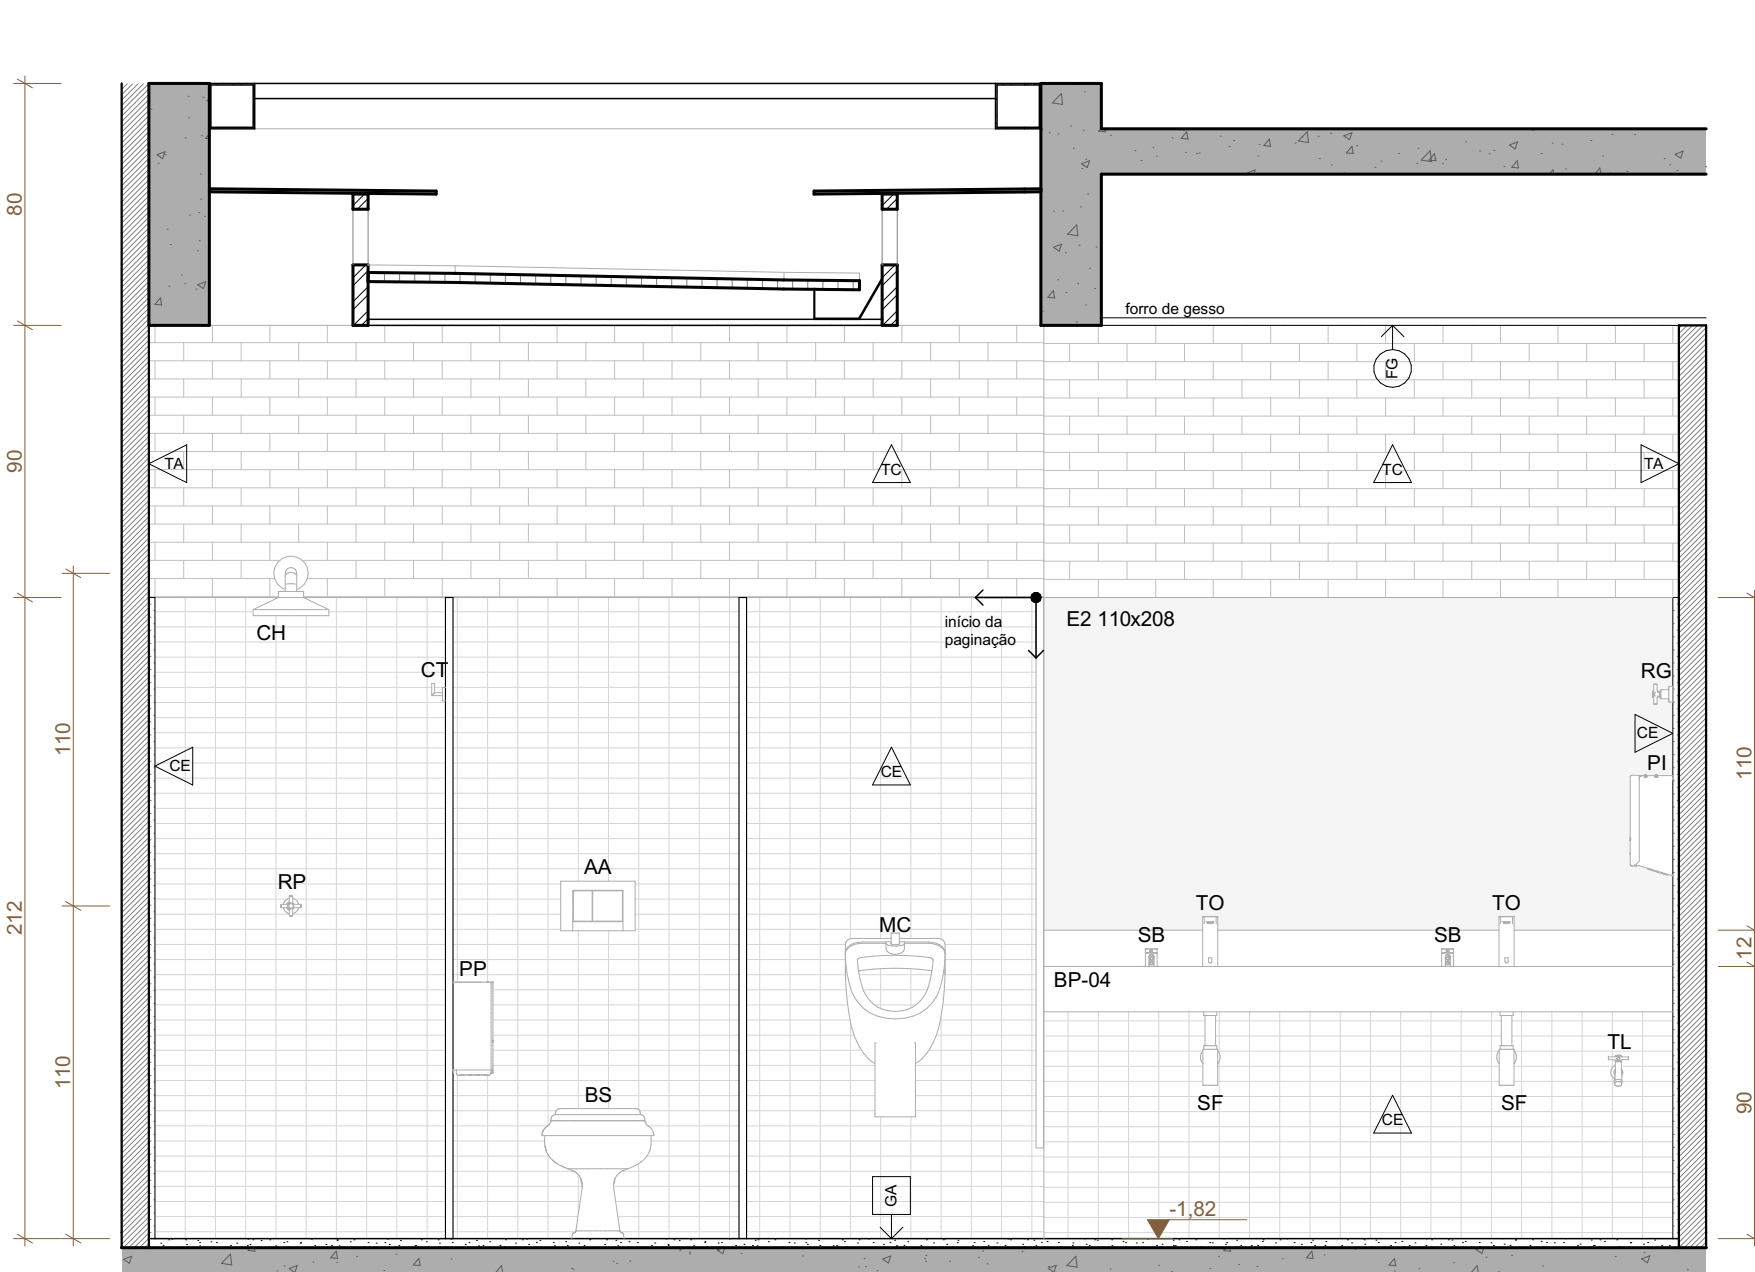 80
forro de gesso
FG
90
TA
TC
TC
TA
CH
início da
paginação
E2 110x208
CT
RG
CE
PI
110
CE
CE
110
AA
RP
TO
TO
212
MC
SB
SB
12
PP
BP-04
TL
110
BS
SF
SF
90
CE
GA
-1,82